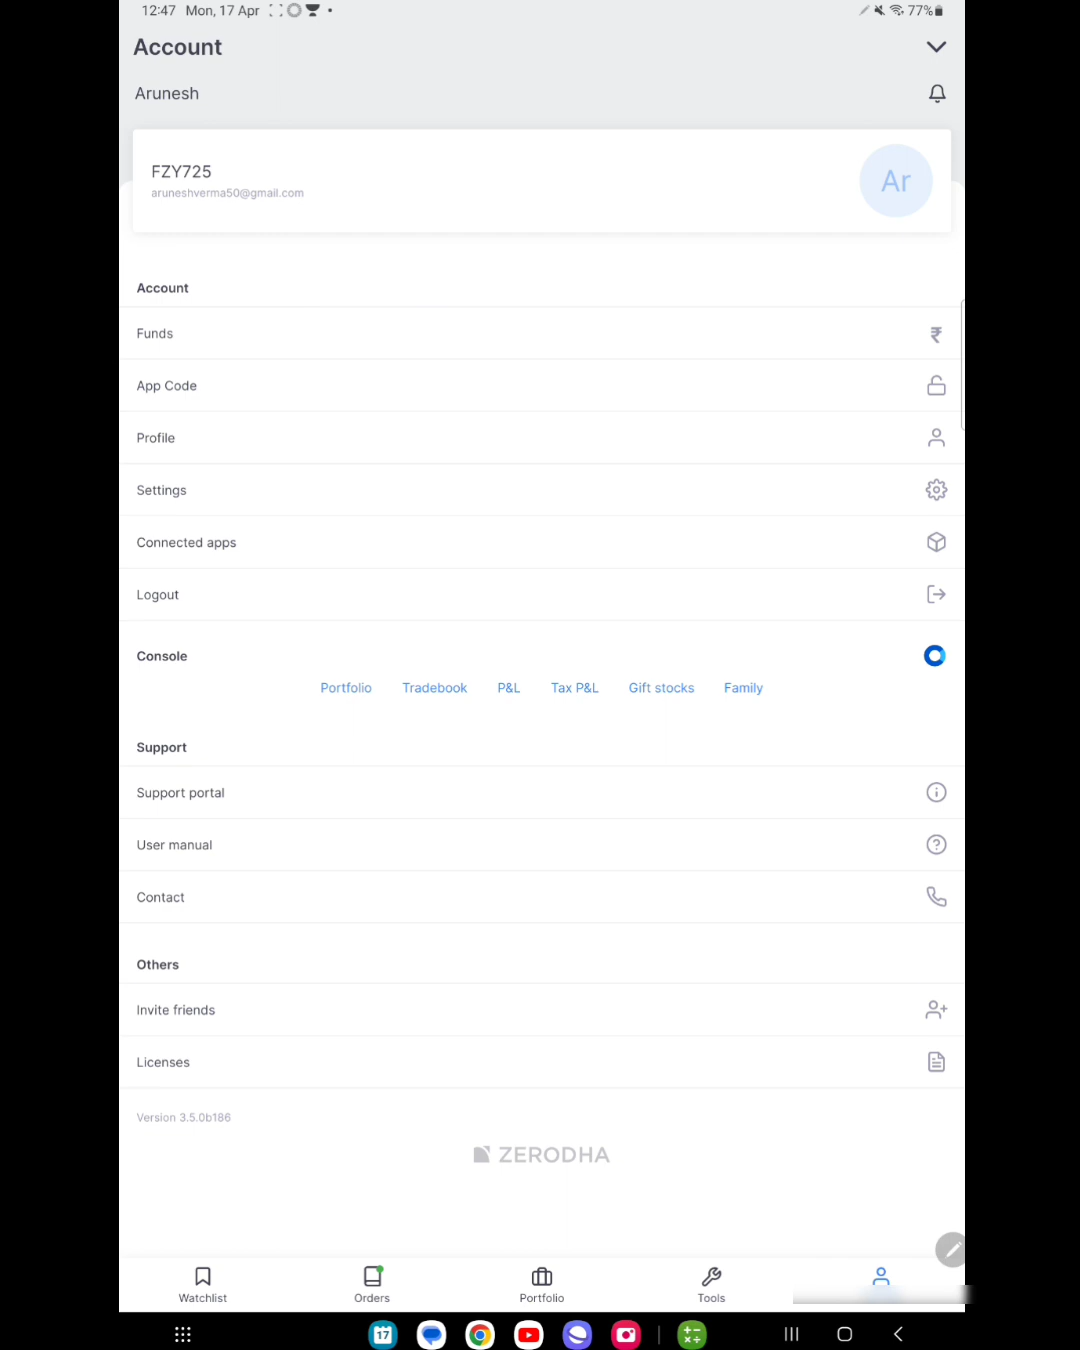 12:47 Mon, 17 Apr 77%
Account
Arunesh
FZY725
aruneshverma50@gmail.com
Ar
Account
Funds
₹
App Code
Profile
Settings
Connected apps
Logout
Console
Portfolio Tradebook P&L Tax P&L Gift stocks Family
Support
Support portal
User manual
Contact
Others
Invite friends
Licenses
Version 3.5.0b186
ZERODHA
Watchlist Orders Portfolio Tools
17